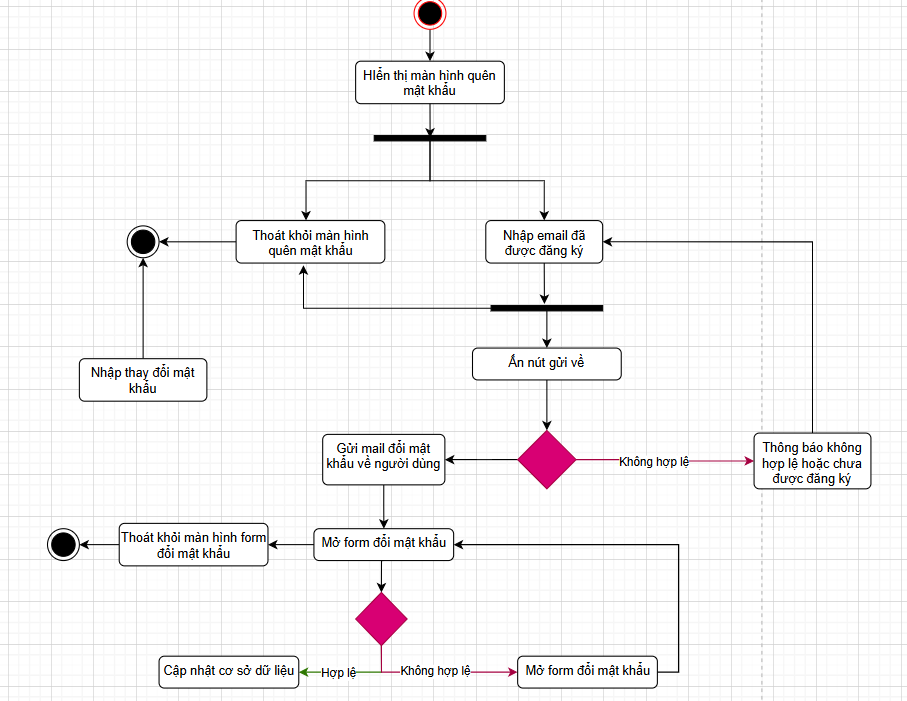 HIển thị màn hình quên
mật khẩu
Thoát khỏi màn hình
quên mật khẩu
Nhập email đã
được đăng ký
Nhập thay đổi mật
khẩu
Ấn nút gửi về
Gửi mail đổi mật
khẩu về người dùng
Không hợp lệ
Thông báo không
hợp lệ hoặc chưa
được đăng ký
Thoát khỏi màn hình form
đổi mật khẩu
Mở form đổi mật khẩu
Cập nhật cơ sở dữ liệu
Hợp lệ
Không hợp lệ
Mở form đổi mật khẩu